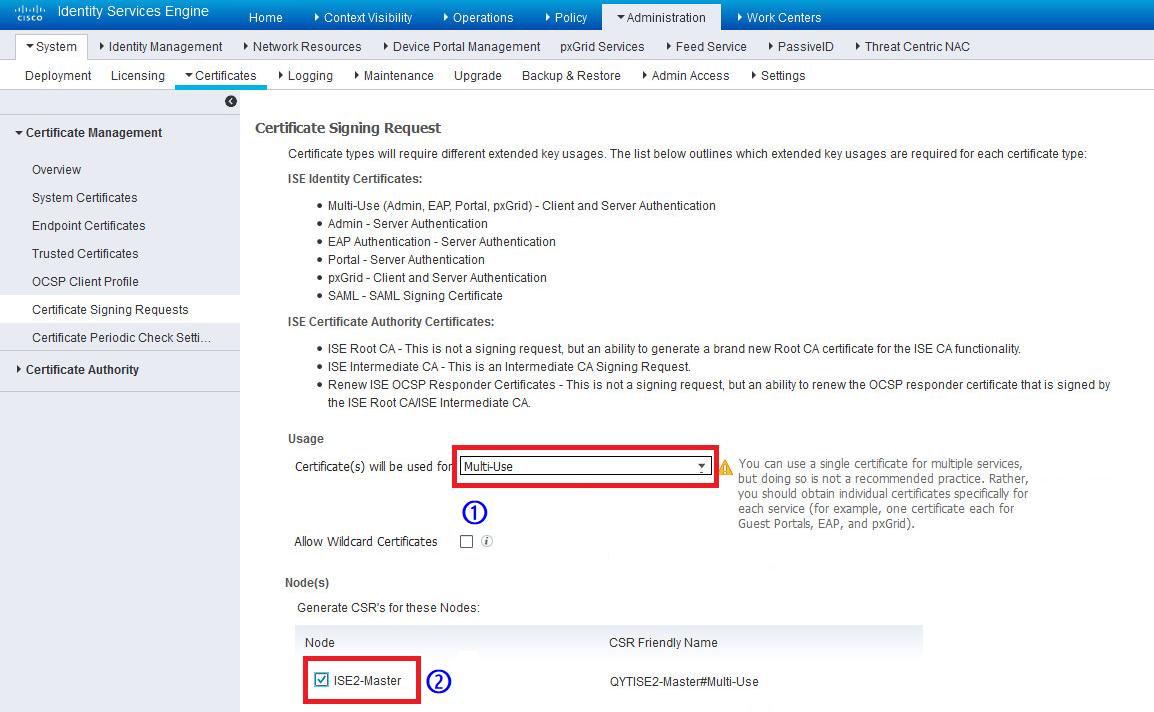 cisco Identity Services Engine
Home Context Visibility Operations Policy Administration Work Centers
System Identity Management Network Resources Device Portal Management pxGrid Services Feed Service PassiveID Threat Centric NAC
Deployment Licensing Certificates Logging Maintenance Upgrade Backup & Restore Admin Access Settings
Certificate Management
Overview
System Certificates
Endpoint Certificates
Trusted Certificates
OCSP Client Profile
Certificate Signing Requests
Certificate Periodic Check Setti...
Certificate Authority
Certificate Signing Request
Certificate types will require different extended key usages. The list below outlines which extended key usages are required for each certificate type:
ISE Identity Certificates:
• Multi-Use (Admin, EAP, Portal, pxGrid) - Client and Server Authentication
• Admin - Server Authentication
• EAP Authentication - Server Authentication
• Portal - Server Authentication
• pxGrid - Client and Server Authentication
• SAML - SAML Signing Certificate
ISE Certificate Authority Certificates:
• ISE Root CA - This is not a signing request, but an ability to generate a brand new Root CA certificate for the ISE CA functionality.
• ISE Intermediate CA - This is an Intermediate CA Signing Request.
• Renew ISE OCSP Responder Certificates - This is not a signing request, but an ability to renew the OCSP responder certificate that is signed by
the ISE Root CA/ISE Intermediate CA.
Usage
Certificate(s) will be used for Multi-Use
You can use a single certificate for multiple services,
but doing so is not a recommended practice. Rather,
you should obtain individual certificates specifically for
each service (for example, one certificate each for
Guest Portals, EAP, and pxGrid).
①
Allow Wildcard Certificates
Node(s)
Generate CSR's for these Nodes:
Node CSR Friendly Name
ISE2-Master ② QYTISE2-Master#Multi-Use